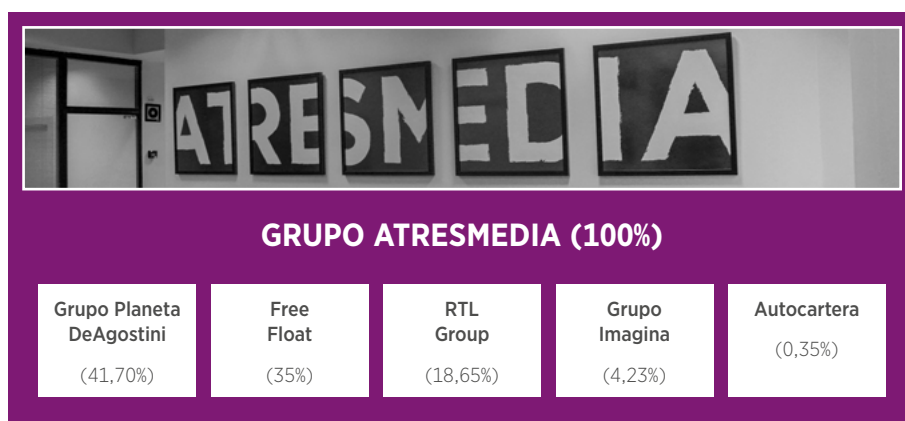 ATRESMEDIA
GRUPO ATRESMEDIA (100%)
Grupo Planeta
DeAgostini
(41,70%)
Free
Float
(35%)
RTL
Group
(18,65%)
Grupo
Imagina
(4,23%)
Autocartera
(0,35%)